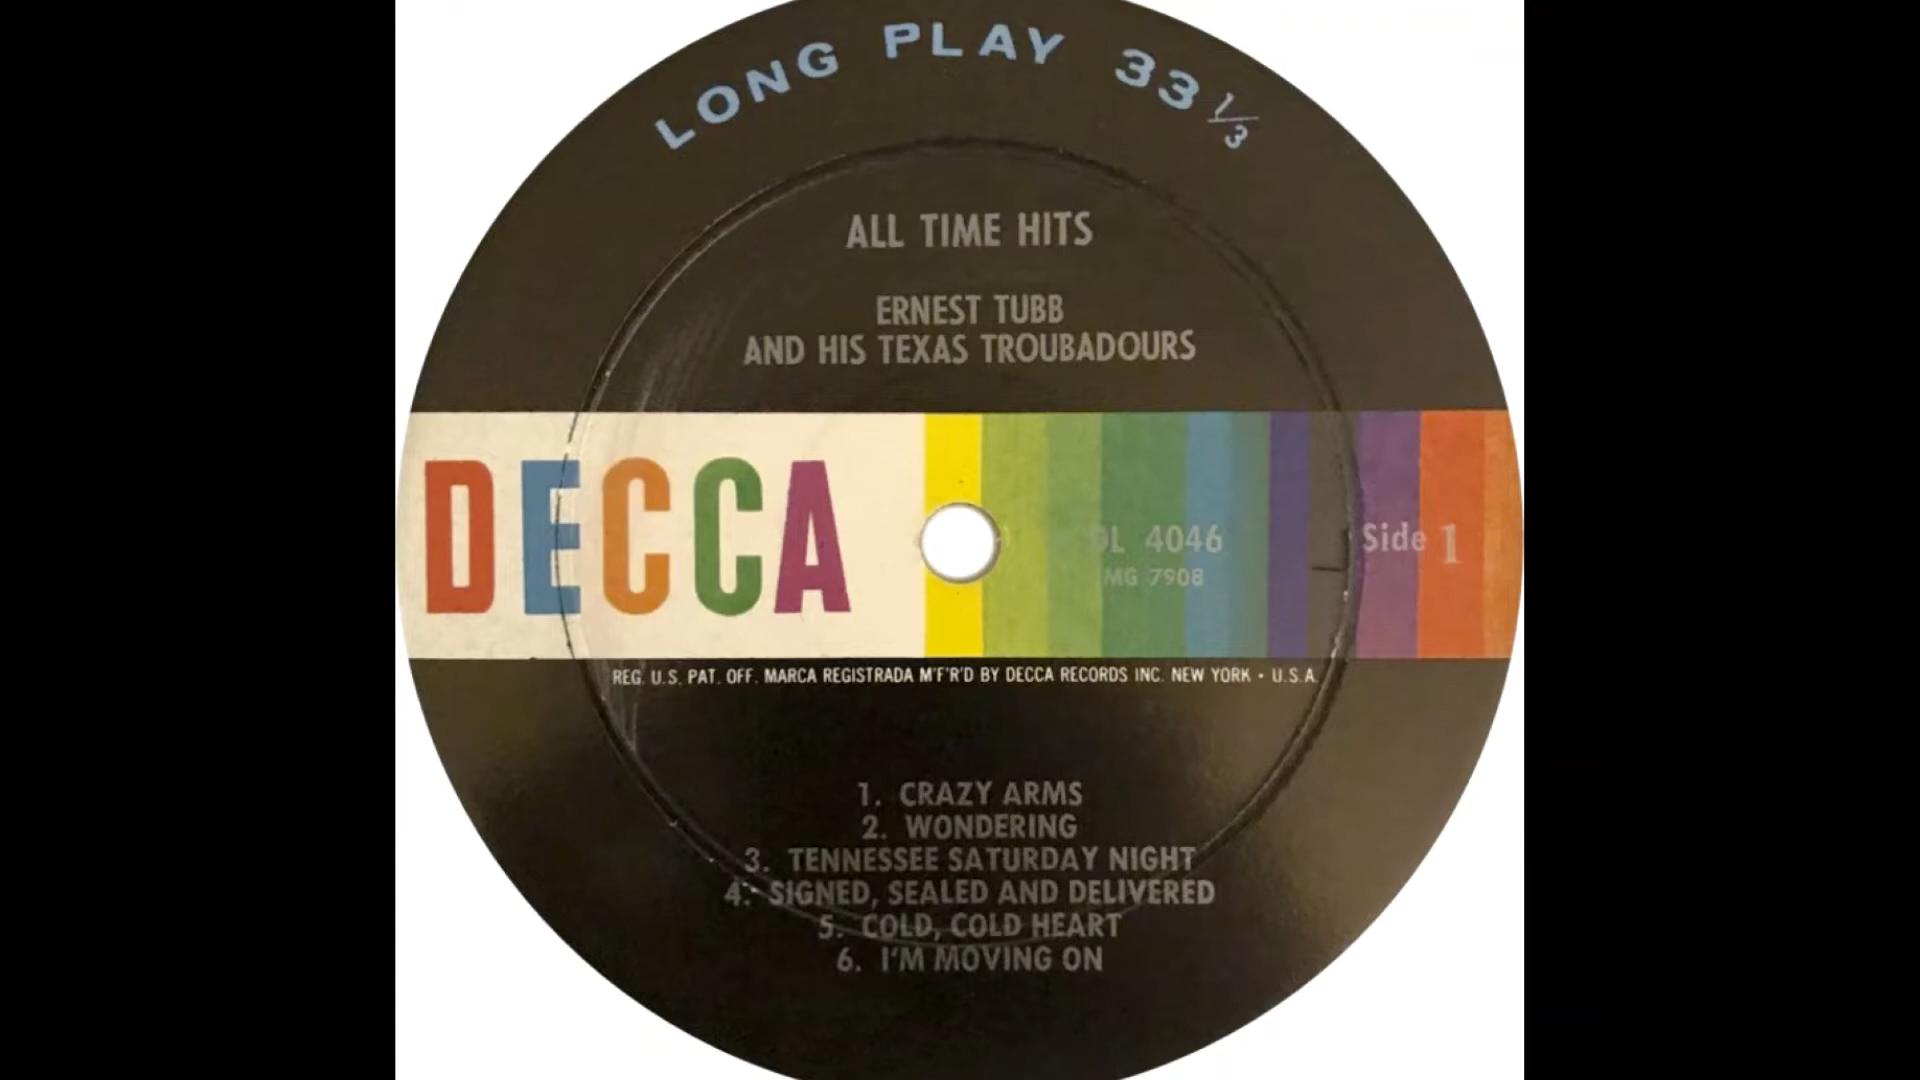 LONG PLAY 33 1/3
ALL TIME HITS
ERNEST TUBB
AND HIS TEXAS TROUBADOURS
DECCA
DL 4046
MG 7908
Side 1
REG. U.S. PAT. OFF. MARCA REGISTRADA M'F'R'D BY DECCA RECORDS INC. NEW YORK • U.S.A.
1. CRAZY ARMS
2. WONDERING
3. TENNESSEE SATURDAY NIGHT
4. SIGNED, SEALED AND DELIVERED
5. COLD, COLD HEART
6. I'M MOVING ON